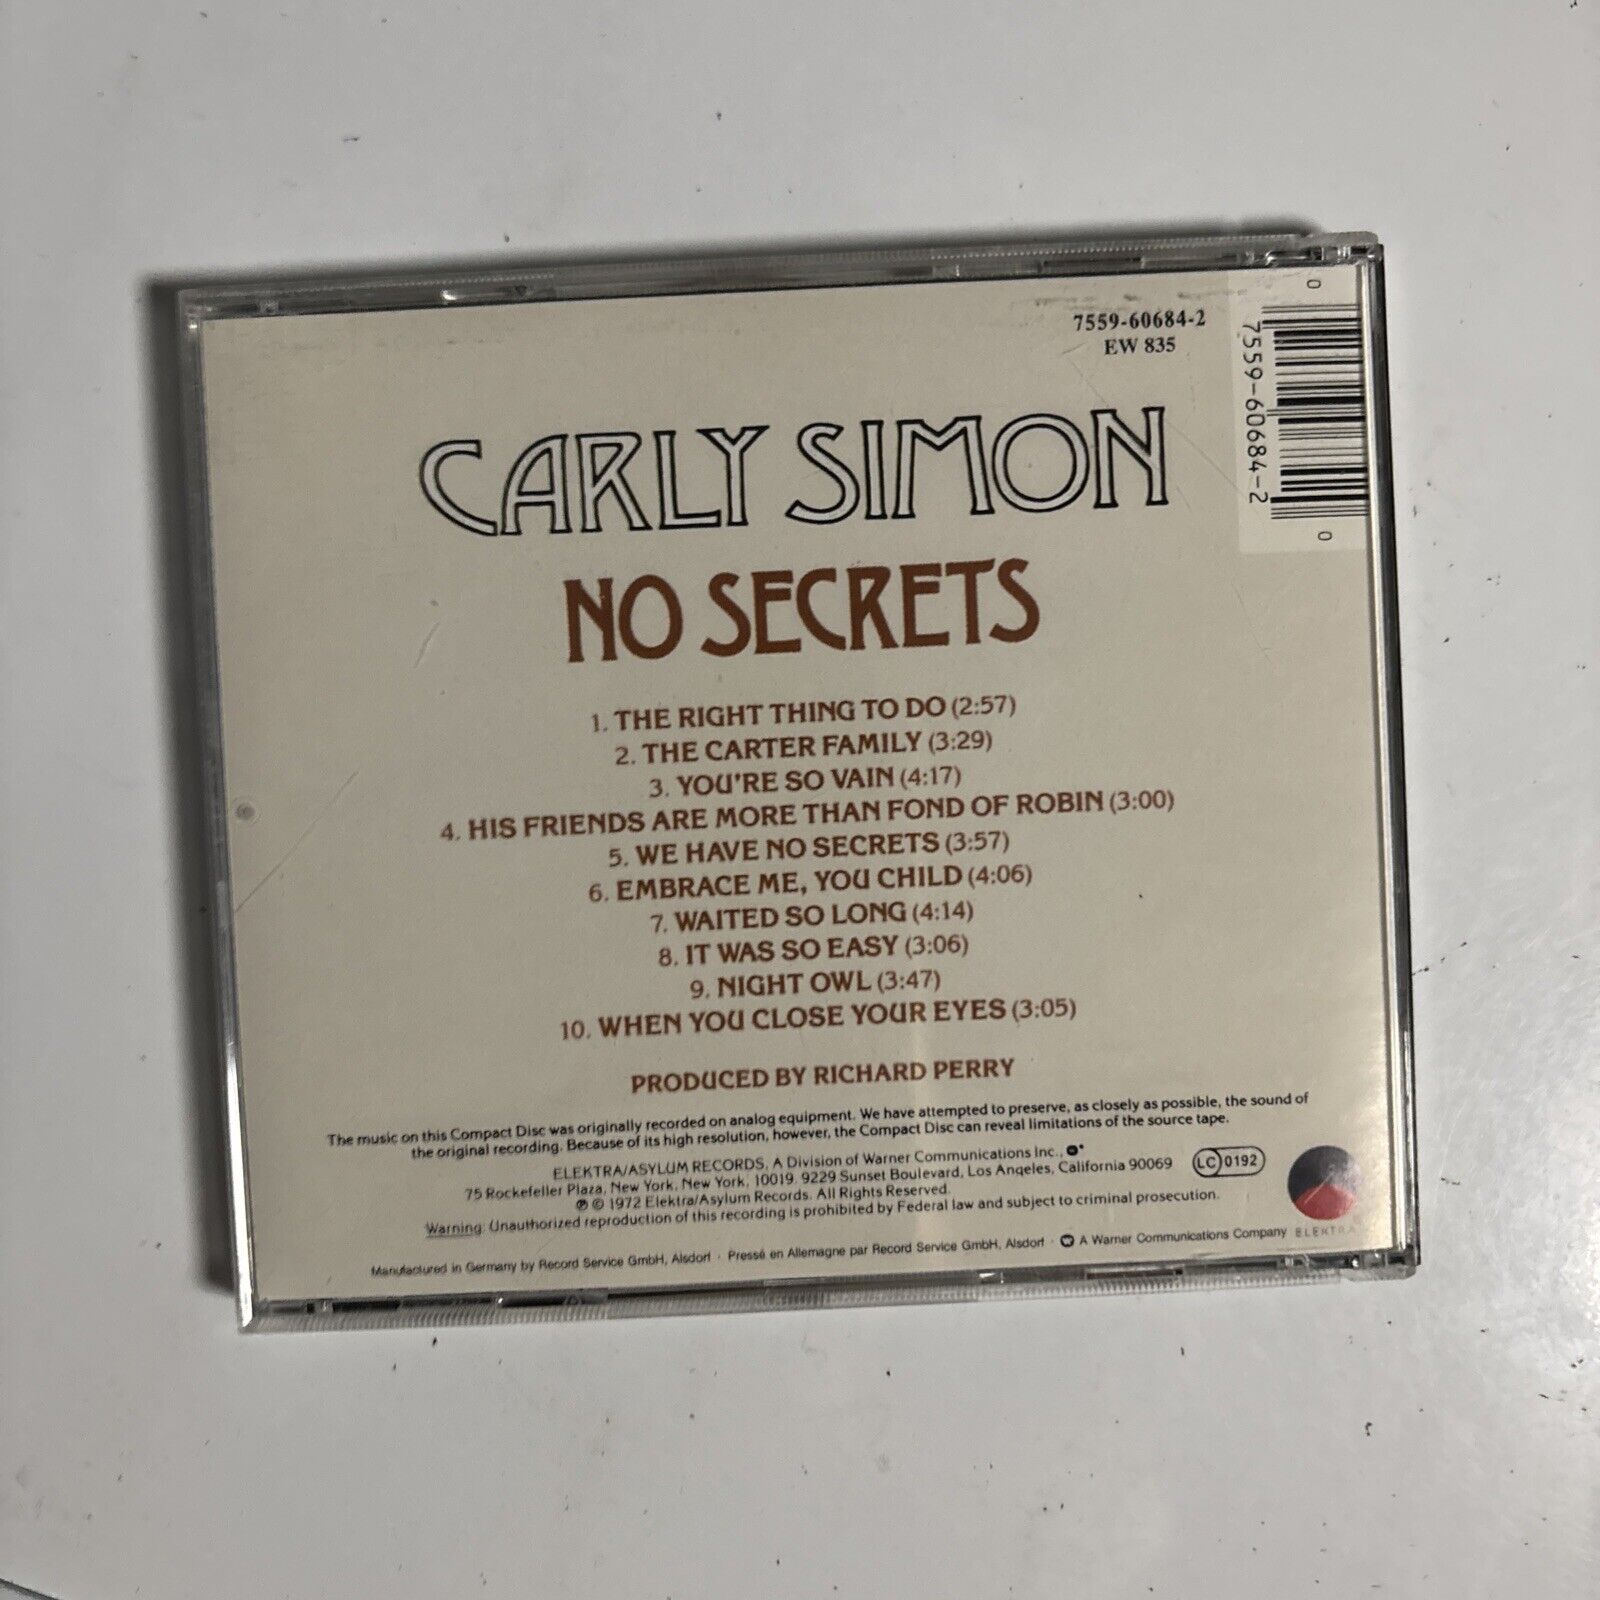 7559-60684-2
EW 835
0
7559-60684-2
0
CARLY SIMON
NO SECRETS
1. THE RIGHT THING TO DO (2:57)
2. THE CARTER FAMILY (3:29)
3. YOU'RE SO VAIN (4:17)
4. HIS FRIENDS ARE MORE THAN FOND OF ROBIN (3:00)
5. WE HAVE NO SECRETS (3:57)
6. EMBRACE ME, YOU CHILD (4:06)
7. WAITED SO LONG (4:14)
8. IT WAS SO EASY (3:06)
9. NIGHT OWL (3:47)
10. WHEN YOU CLOSE YOUR EYES (3:05)
PRODUCED BY RICHARD PERRY
The music on this Compact Disc was originally recorded on analog equipment. We have attempted to preserve, as closely as possible, the sound of
the original recording. Because of its high resolution, however, the Compact Disc can reveal limitations of the source tape.
ELEKTRA/ASYLUM RECORDS, A Division of Warner Communications Inc.,
75 Rockefeller Plaza, New York, New York, 10019. 9229 Sunset Boulevard, Los Angeles, California 90069
℗ © 1972 Elektra/Asylum Records. All Rights Reserved.
Warning: Unauthorized reproduction of this recording is prohibited by Federal law and subject to criminal prosecution.
LC 0192
ELEKTRA
Manufactured in Germany by Record Service GmbH, Alsdorf · Pressé en Allemagne par Record Service GmbH, Alsdorf · A Warner Communications Company